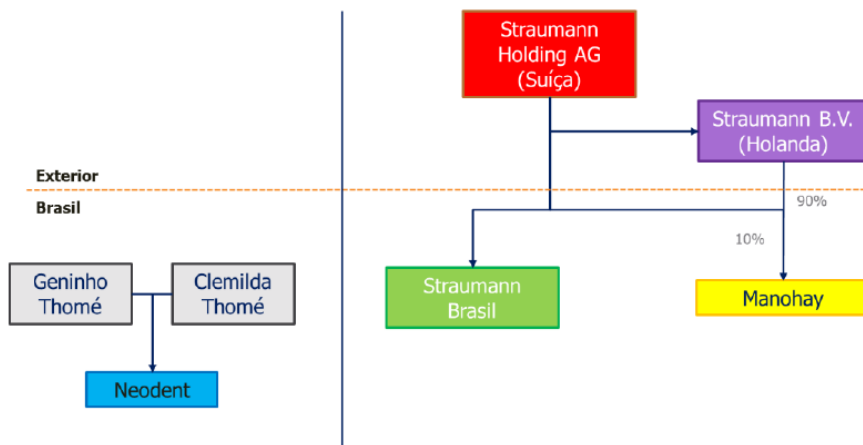 Straumann
Holding AG
(Suíça)
Straumann B.V.
(Holanda)
Exterior
Brasil
90%
10%
Geninho
Thomé
Clemilda
Thomé
Straumann
Brasil
Manohay
Neodent